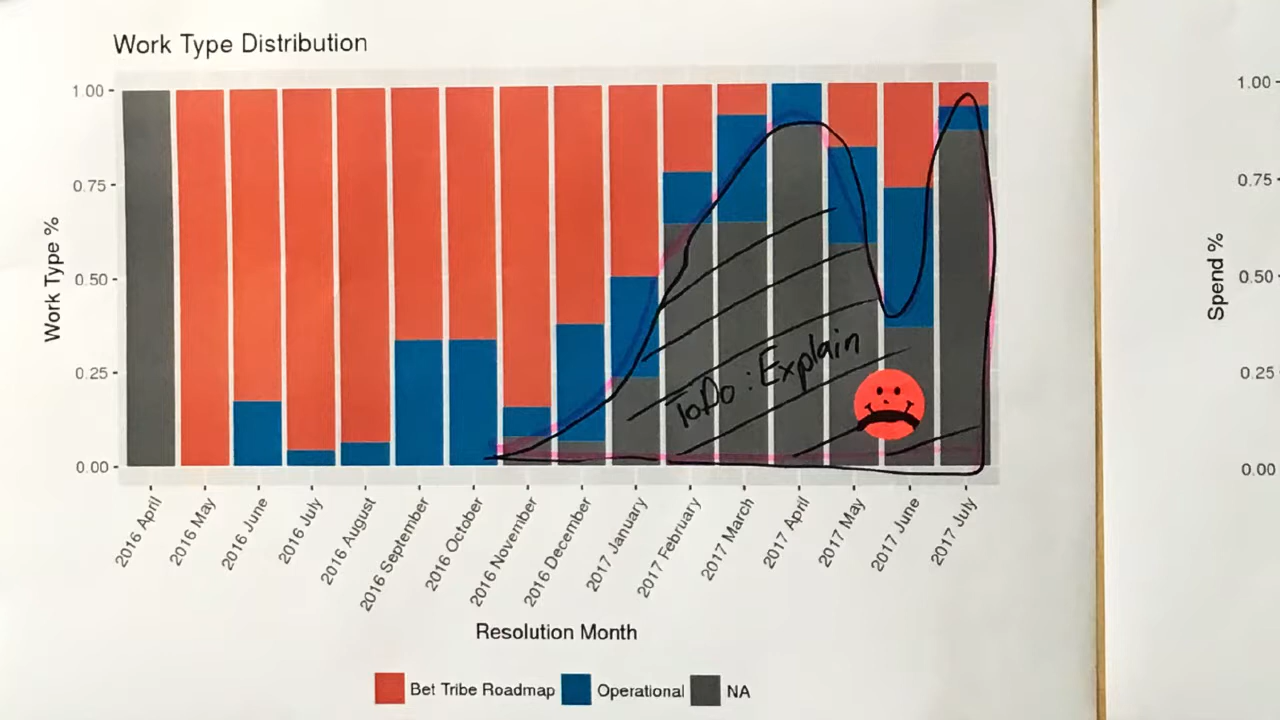 Work Type Distribution
1.00
0.75
0.50
0.25
0.00
Work Type %
ToDo : Explain
2016 April
2016 May
2016 June
2016 July
2016 August
2016 September
2016 October
2016 November
2016 December
2017 January
2017 February
2017 March
2017 April
2017 May
2017 June
2017 July
Resolution Month
Bet Tribe Roadmap Operational NA
1.00
0.75
0.50
0.25
0.00
Spend %